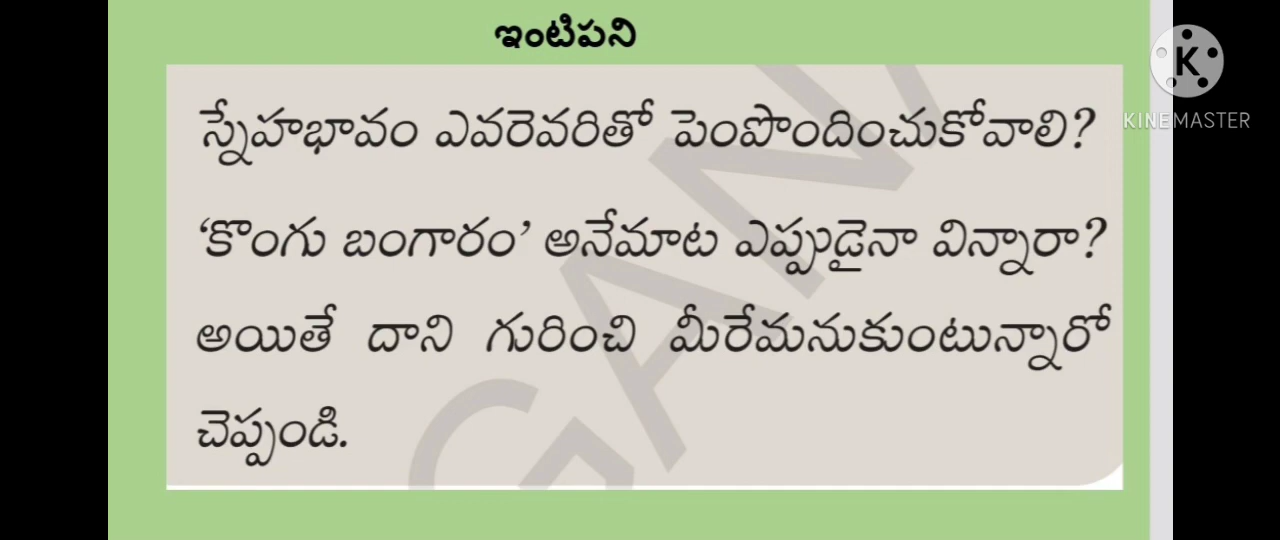 ఇంటిపని
స్నేహభావం ఎవరెవరితో పెంపొందించుకోవాలి?
‘కొంగు బంగారం’ అనేమాట ఎప్పుడైనా విన్నారా?
అయితే దాని గురించి మీరేమనుకుంటున్నారో
చెప్పండి.
K
KINEMASTER